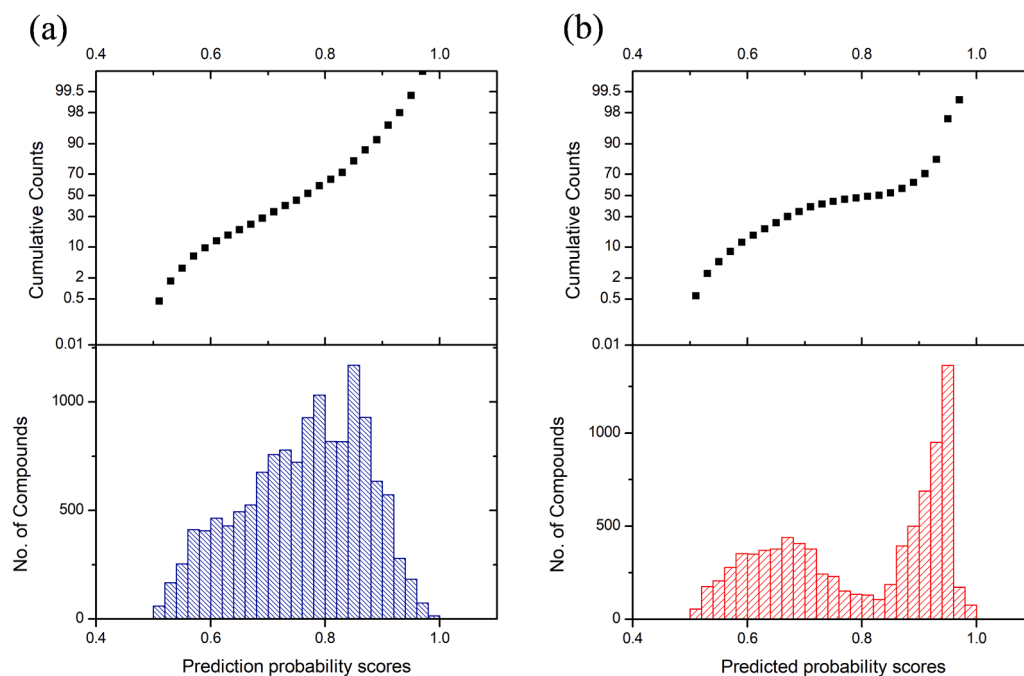 (a)
0.4 0.6 0.8 1.0
99.5
98
90
70
50
30
10
2
0.5
0.01
Cumulative Counts
1000
500
0
No. of Compounds
0.4 0.6 0.8 1.0
Prediction probability scores
(b)
0.4 0.6 0.8 1.0
99.5
98
90
70
50
30
10
2
0.5
0.01
Cumulative Counts
1000
500
0
No. of Compounds
0.4 0.6 0.8 1.0
Predicted probability scores